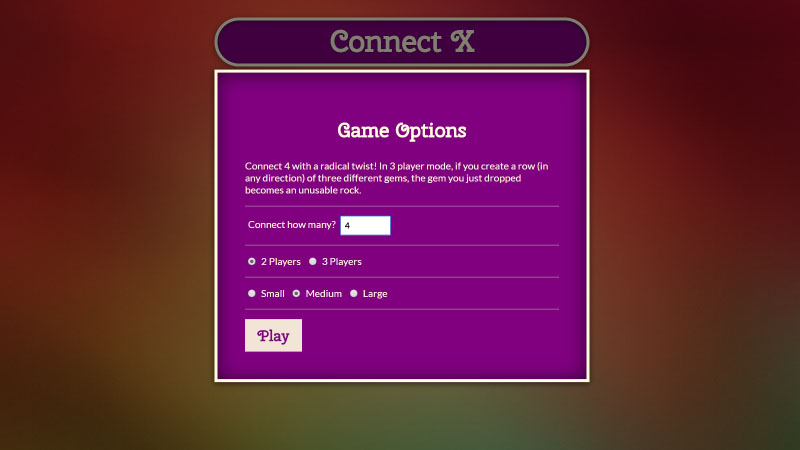 Connect X
Game Options
Connect 4 with a radical twist! In 3 player mode, if you create a row (in
any direction) of three different gems, the gem you just dropped
becomes an unusable rock.
Connect how many? 4
2 Players 3 Players
Small Medium Large
Play